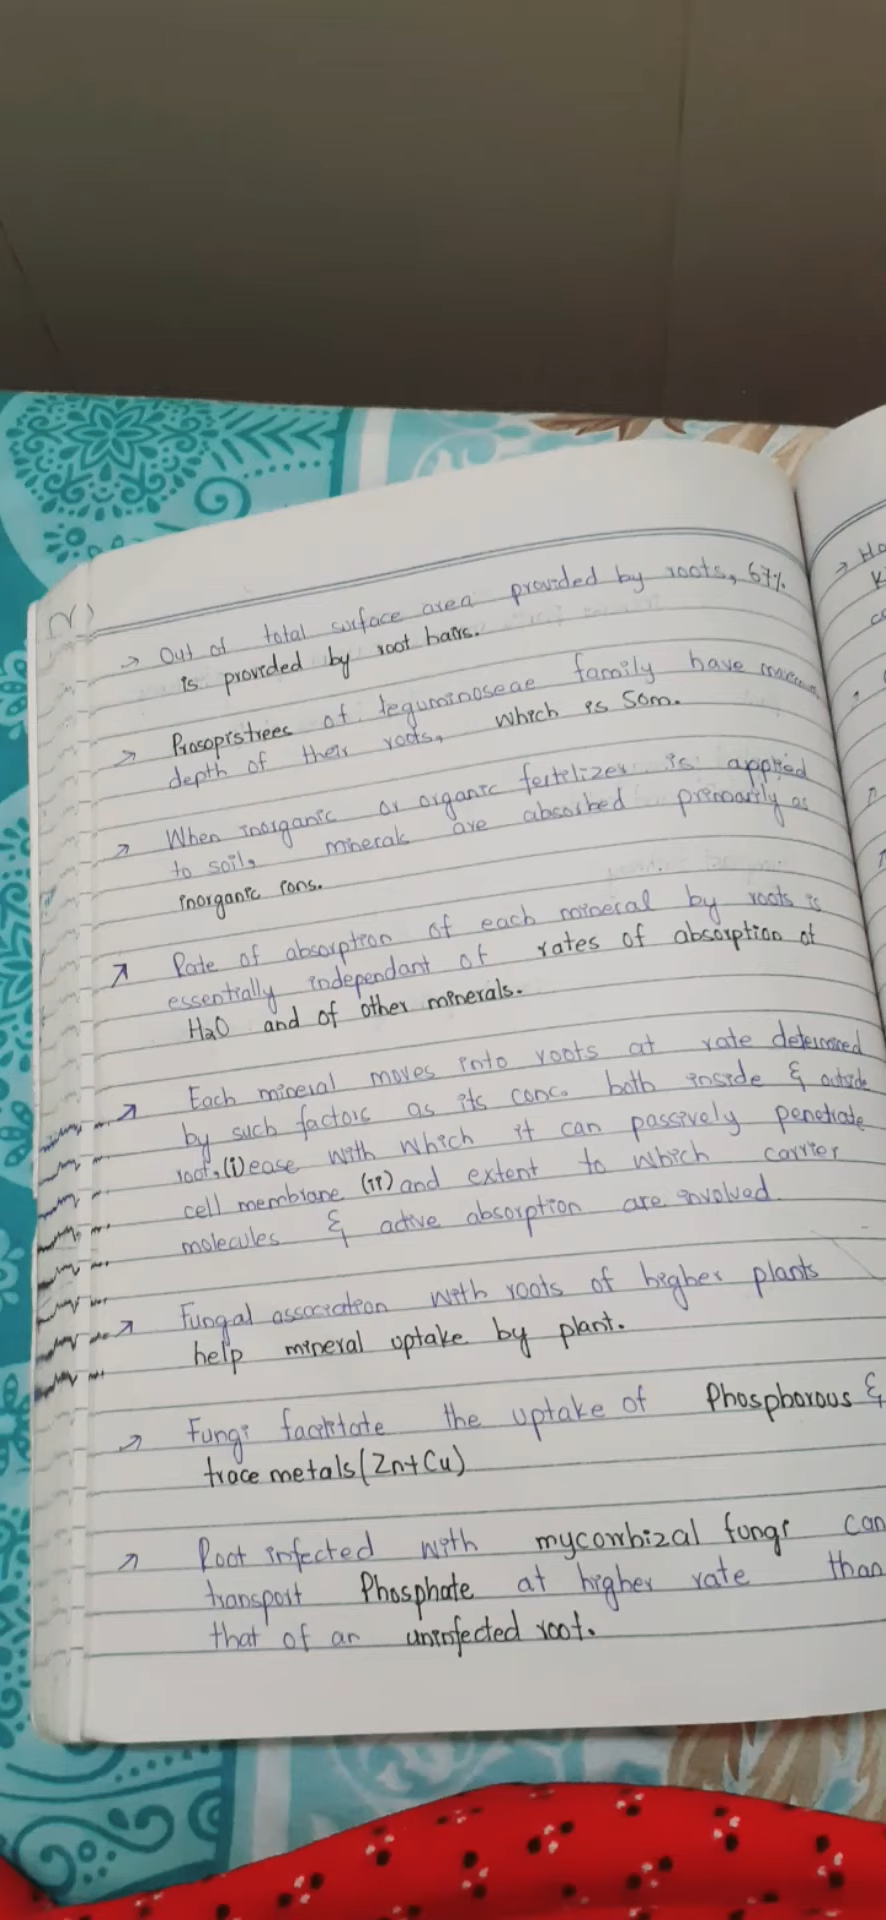 → Out of total surface area provided by roots, 67%
is provided by root hairs.
→ Prosopistrees of leguminoseae family have
depth of their roots, which is 50m.
→ When inorganic or organic fertelizer is applied
to soil, minerals are absorbed primarily as
inorganic ions.
→ Rate of absorption of each mineral by roots is
essentially independant of rates of absorption of
H2O and of other minerals.
→ Each mineral moves into roots at rate determined
by such factors as its conc. both inside & outside
root, (i) ease with which it can passively penetrate
cell membrane (ii) and extent to which carrier
molecules & active absorption are involved
→ Fungal association with roots of higher plants
help mineral uptake by plant.
→ Fungi facilitate the uptake of Phosphorous &
trace metals (Zn+Cu)
→ Root infected with mycorrhizal fungi can
transport Phosphate at higher rate than
that of an uninfected root.
→ Ho
K